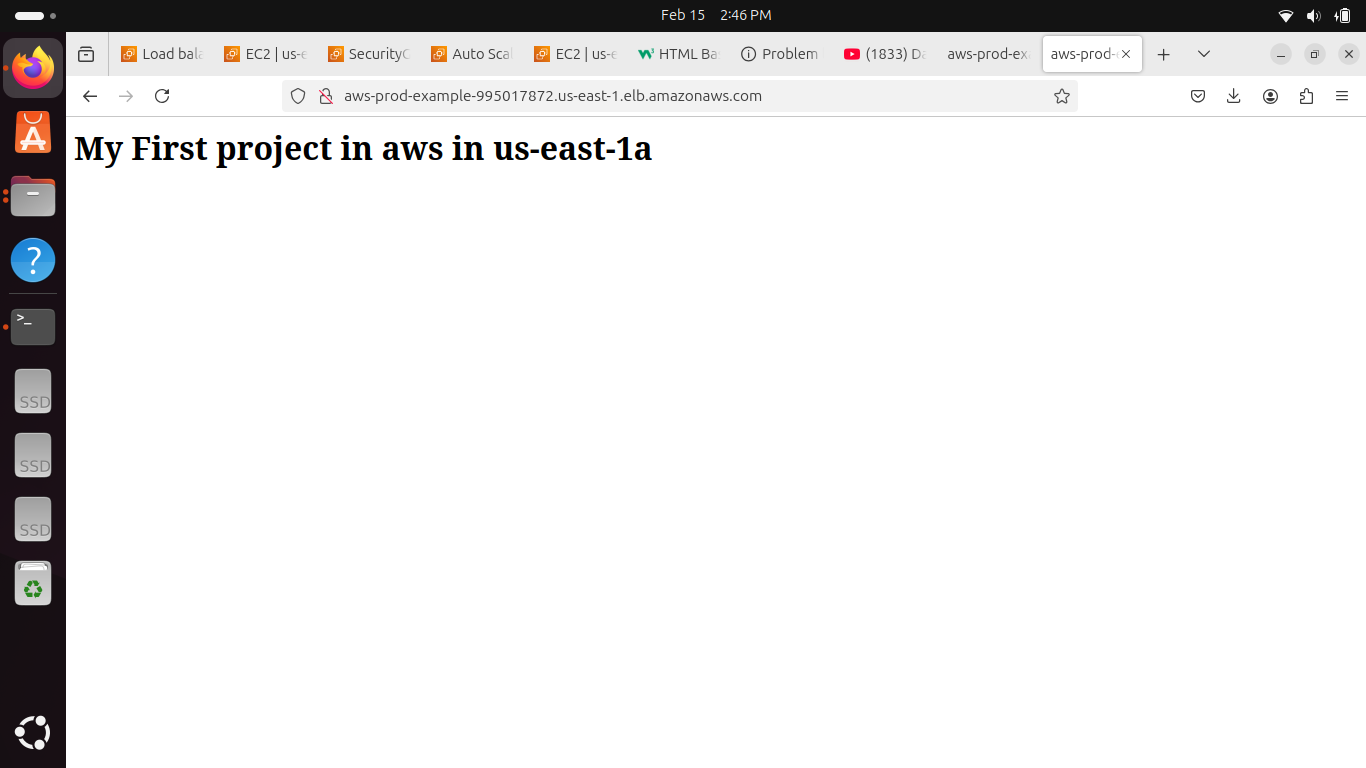 Feb 15 2:46 PM
Load bala
EC2 | us-e
SecurityG
Auto Scal
EC2 | us-e
HTML Ba
Problem
(1833) Da
aws-prod-ex
aws-prod-e
aws-prod-example-995017872.us-east-1.elb.amazonaws.com
My First project in aws in us-east-1a
>_
SSD
SSD
SSD